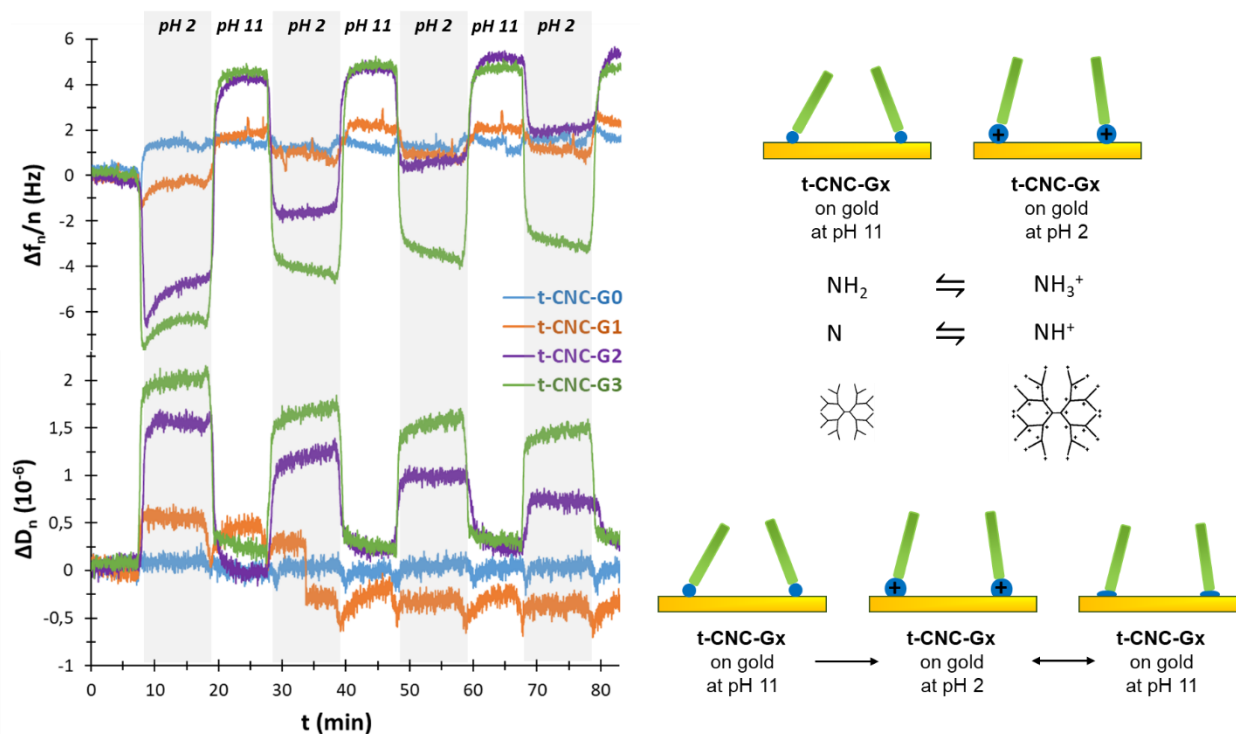 pH 2 pH 11 pH 2 pH 11 pH 2 pH 11 pH 2
6
4
2
0
-2
-4
-6
Δfₙ/n (Hz)
t-CNC-G0
t-CNC-G1
t-CNC-G2
t-CNC-G3
2
1,5
1
0,5
0
-0,5
-1
ΔDₙ (10⁻⁶)
0 10 20 30 40 50 60 70 80
t (min)
+ +
t-CNC-Gx
on gold
at pH 11
t-CNC-Gx
on gold
at pH 2
NH₂ ⇌ NH₃⁺
N ⇌ NH⁺
+ +
t-CNC-Gx
on gold
at pH 11
t-CNC-Gx
on gold
at pH 2
t-CNC-Gx
on gold
at pH 11